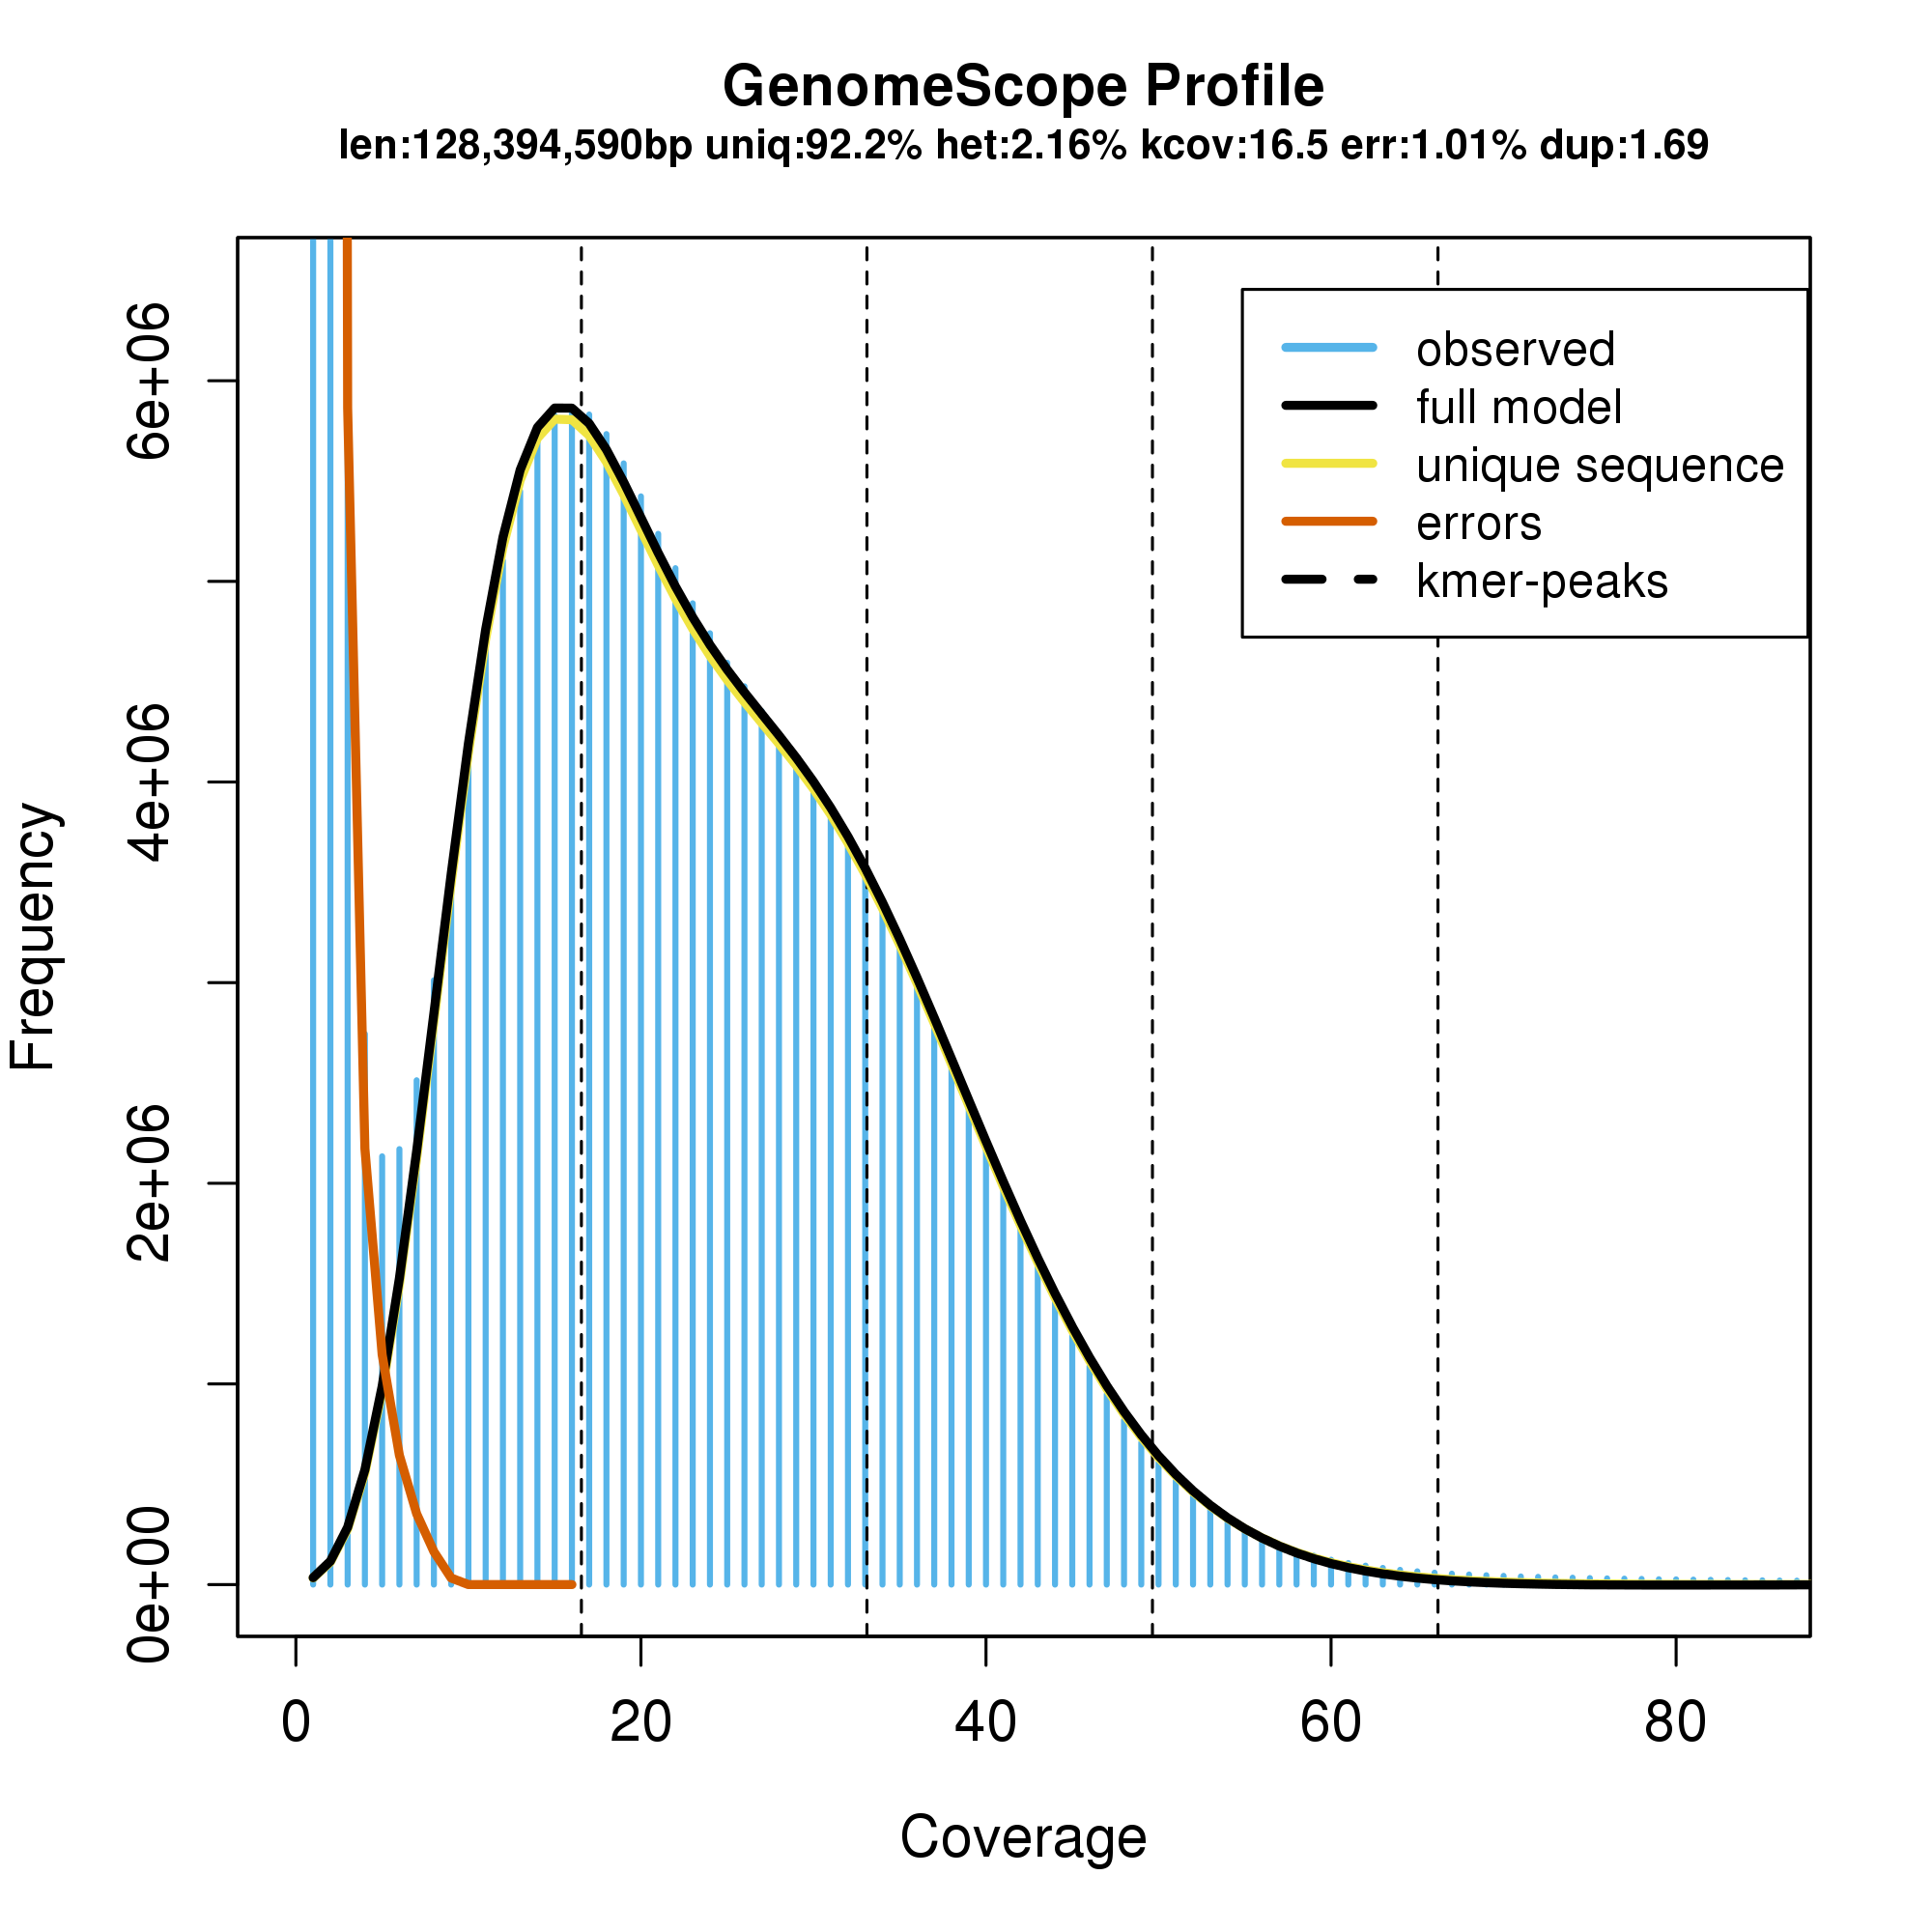 GenomeScope Profile
len:128,394,590bp uniq:92.2% het:2.16% kcov:16.5 err:1.01% dup:1.69
observed
full model
unique sequence
errors
kmer-peaks
Frequency
6e+06
4e+06
2e+06
0e+00
0 20 40 60 80
Coverage